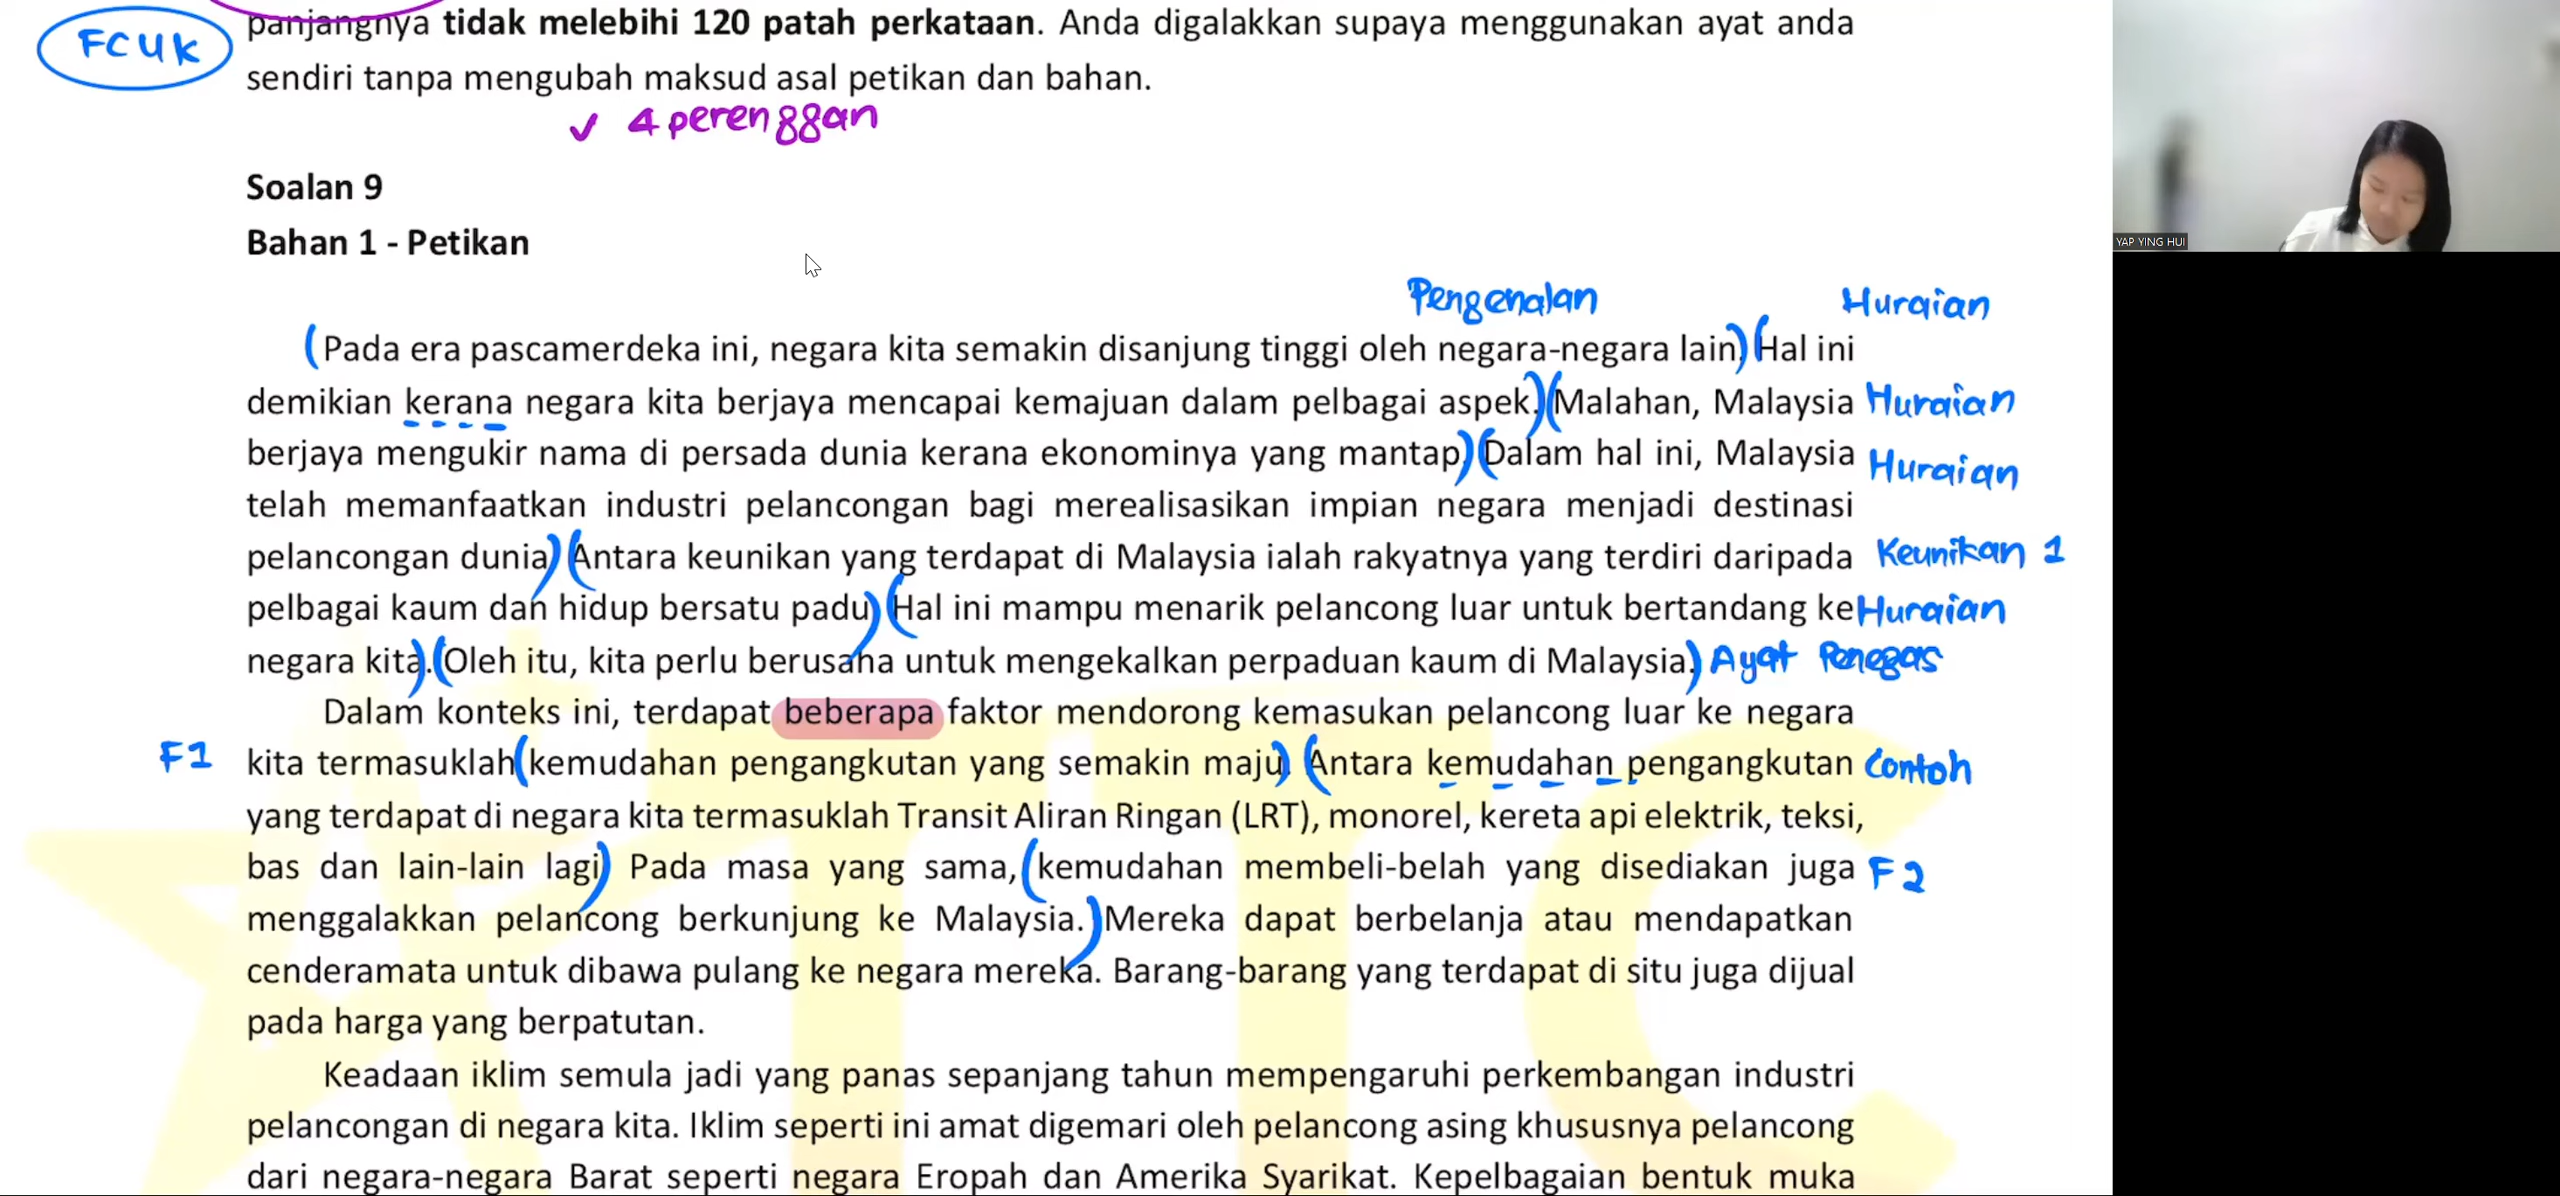 panjangnya tidak melebihi 120 patah perkataan. Anda digalakkan supaya menggunakan ayat anda
FCUK
sendiri tanpa mengubah maksud asal petikan dan bahan.
✓ 4 perenggan
Soalan 9
Bahan 1 - Petikan
YAP YING HUI
Pengenalan Huraian
(Pada era pascamerdeka ini, negara kita semakin disanjung tinggi oleh negara-negara lain.) (Hal ini
demikian kerana negara kita berjaya mencapai kemajuan dalam pelbagai aspek.) (Malahan, Malaysia Huraian
berjaya mengukir nama di persada dunia kerana ekonominya yang mantap.) (Dalam hal ini, Malaysia Huraian
telah memanfaatkan industri pelancongan bagi merealisasikan impian negara menjadi destinasi
pelancongan dunia.) (Antara keunikan yang terdapat di Malaysia ialah rakyatnya yang terdiri daripada Keunikan 1
pelbagai kaum dan hidup bersatu padu.) (Hal ini mampu menarik pelancong luar untuk bertandang ke Huraian
negara kita). (Oleh itu, kita perlu berusaha untuk mengekalkan perpaduan kaum di Malaysia.) Ayat Penegas
Dalam konteks ini, terdapat beberapa faktor mendorong kemasukan pelancong luar ke negara
F1 kita termasuklah (kemudahan pengangkutan yang semakin maju.) (Antara kemudahan pengangkutan Contoh
yang terdapat di negara kita termasuklah Transit Aliran Ringan (LRT), monorel, kereta api elektrik, teksi,
bas dan lain-lain lagi.) Pada masa yang sama, (kemudahan membeli-belah yang disediakan juga F2
menggalakkan pelancong berkunjung ke Malaysia.) Mereka dapat berbelanja atau mendapatkan
cenderamata untuk dibawa pulang ke negara mereka. Barang-barang yang terdapat di situ juga dijual
pada harga yang berpatutan.
Keadaan iklim semula jadi yang panas sepanjang tahun mempengaruhi perkembangan industri
pelancongan di negara kita. Iklim seperti ini amat digemari oleh pelancong asing khususnya pelancong
dari negara-negara Barat seperti negara Eropah dan Amerika Syarikat. Kepelbagaian bentuk muka